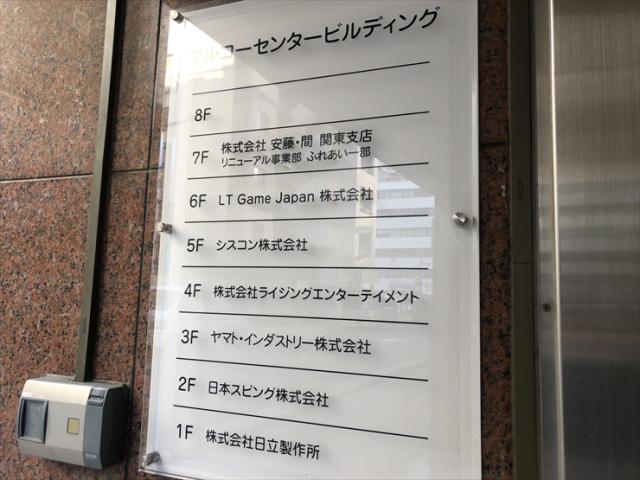 マルコーセンタービルディング
8F
7F 株式会社 安藤・間 関東支店
リニューアル事業部 ふれあい一部
6F LT Game Japan 株式会社
5F シスコン株式会社
4F 株式会社ライジングエンターテイメント
3F ヤマト・インダストリー株式会社
2F 日本スピング株式会社
1F 株式会社日立製作所